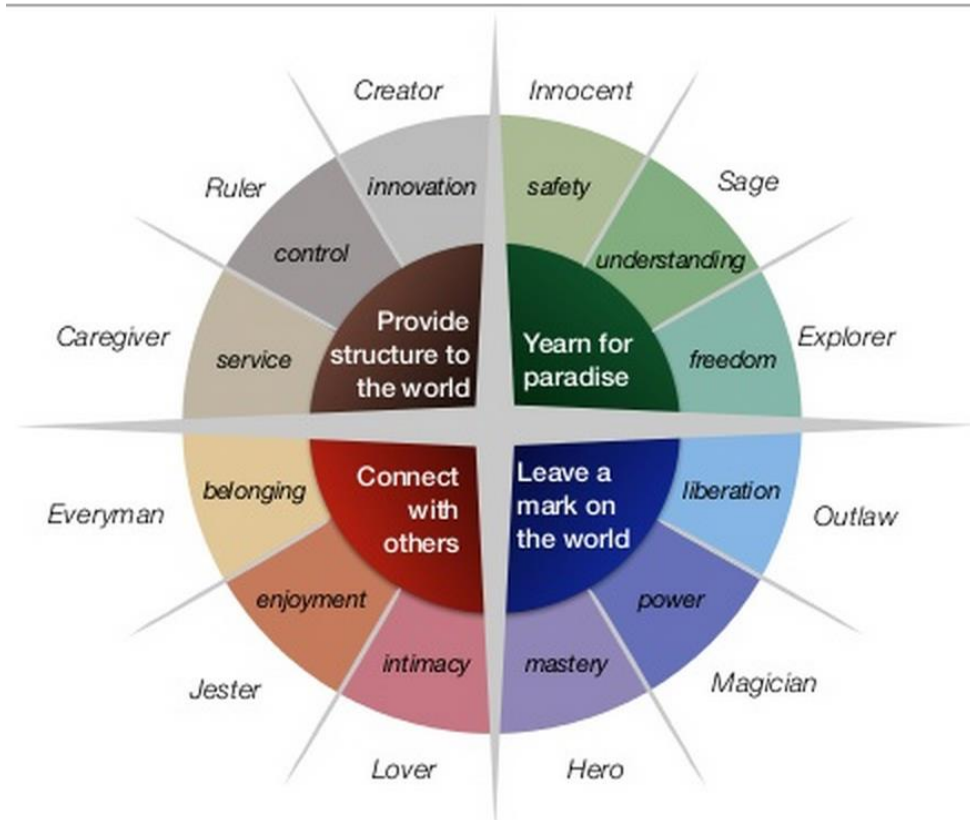 Creator
Innocent
Ruler
innovation
safety
Sage
control
understanding
Caregiver
service
Provide
structure to
the world
Yearn for
paradise
freedom
Explorer
Everyman
belonging
Connect
with
others
Leave a
mark on
the world
liberation
Outlaw
enjoyment
power
Jester
intimacy
mastery
Magician
Lover
Hero